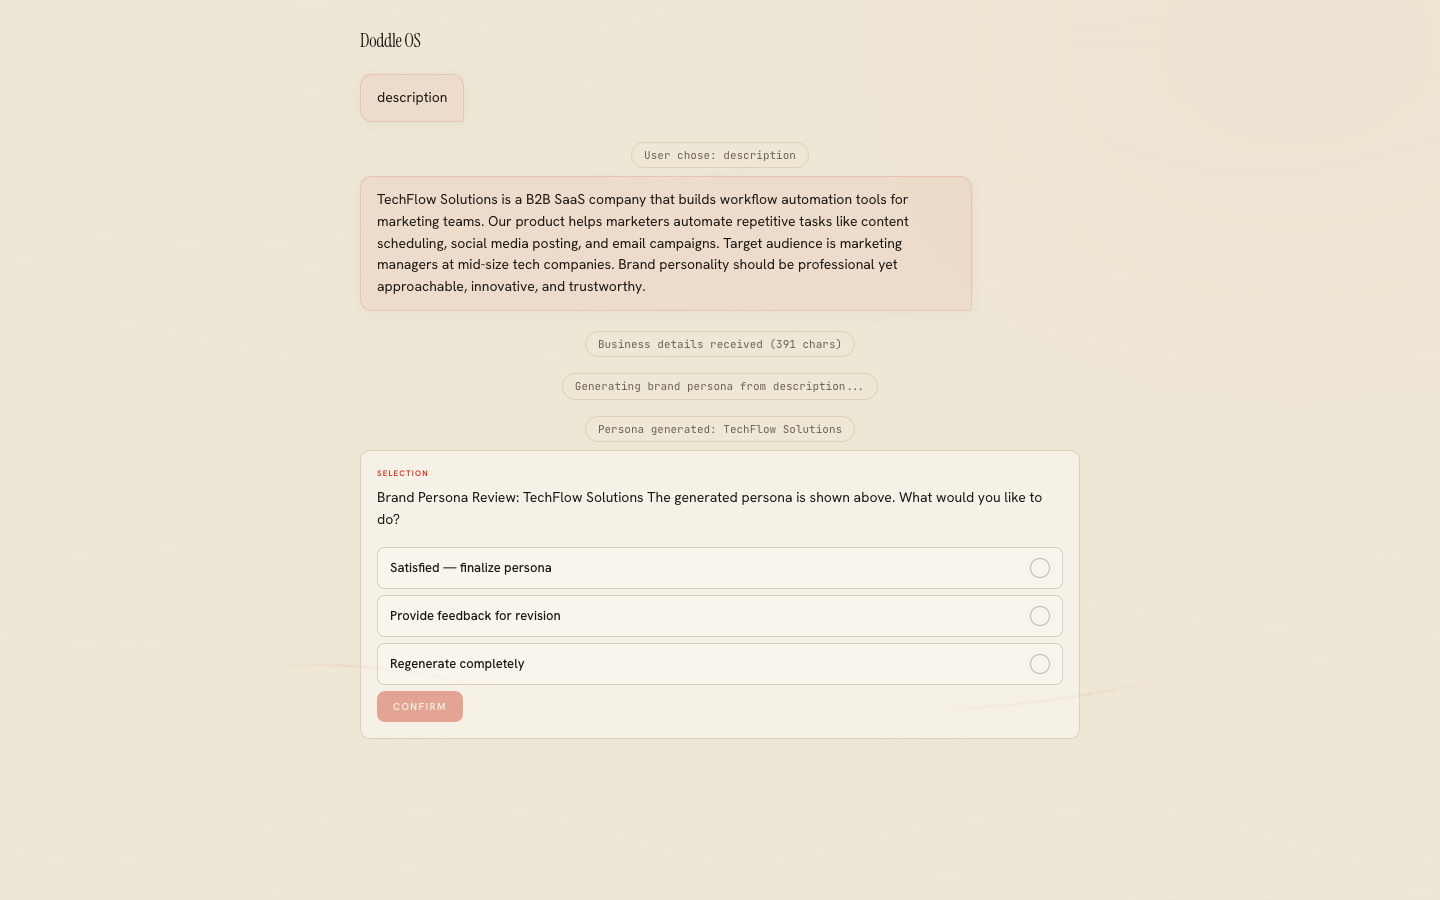 Doddle OS
description
User chose: description
TechFlow Solutions is a B2B SaaS company that builds workflow automation tools for
marketing teams. Our product helps marketers automate repetitive tasks like content
scheduling, social media posting, and email campaigns. Target audience is marketing
managers at mid-size tech companies. Brand personality should be professional yet
approachable, innovative, and trustworthy.
Business details received (391 chars)
Generating brand persona from description...
Persona generated: TechFlow Solutions
SELECTION
Brand Persona Review: TechFlow Solutions The generated persona is shown above. What would you like to
do?
Satisfied — finalize persona
Provide feedback for revision
Regenerate completely
CONFIRM